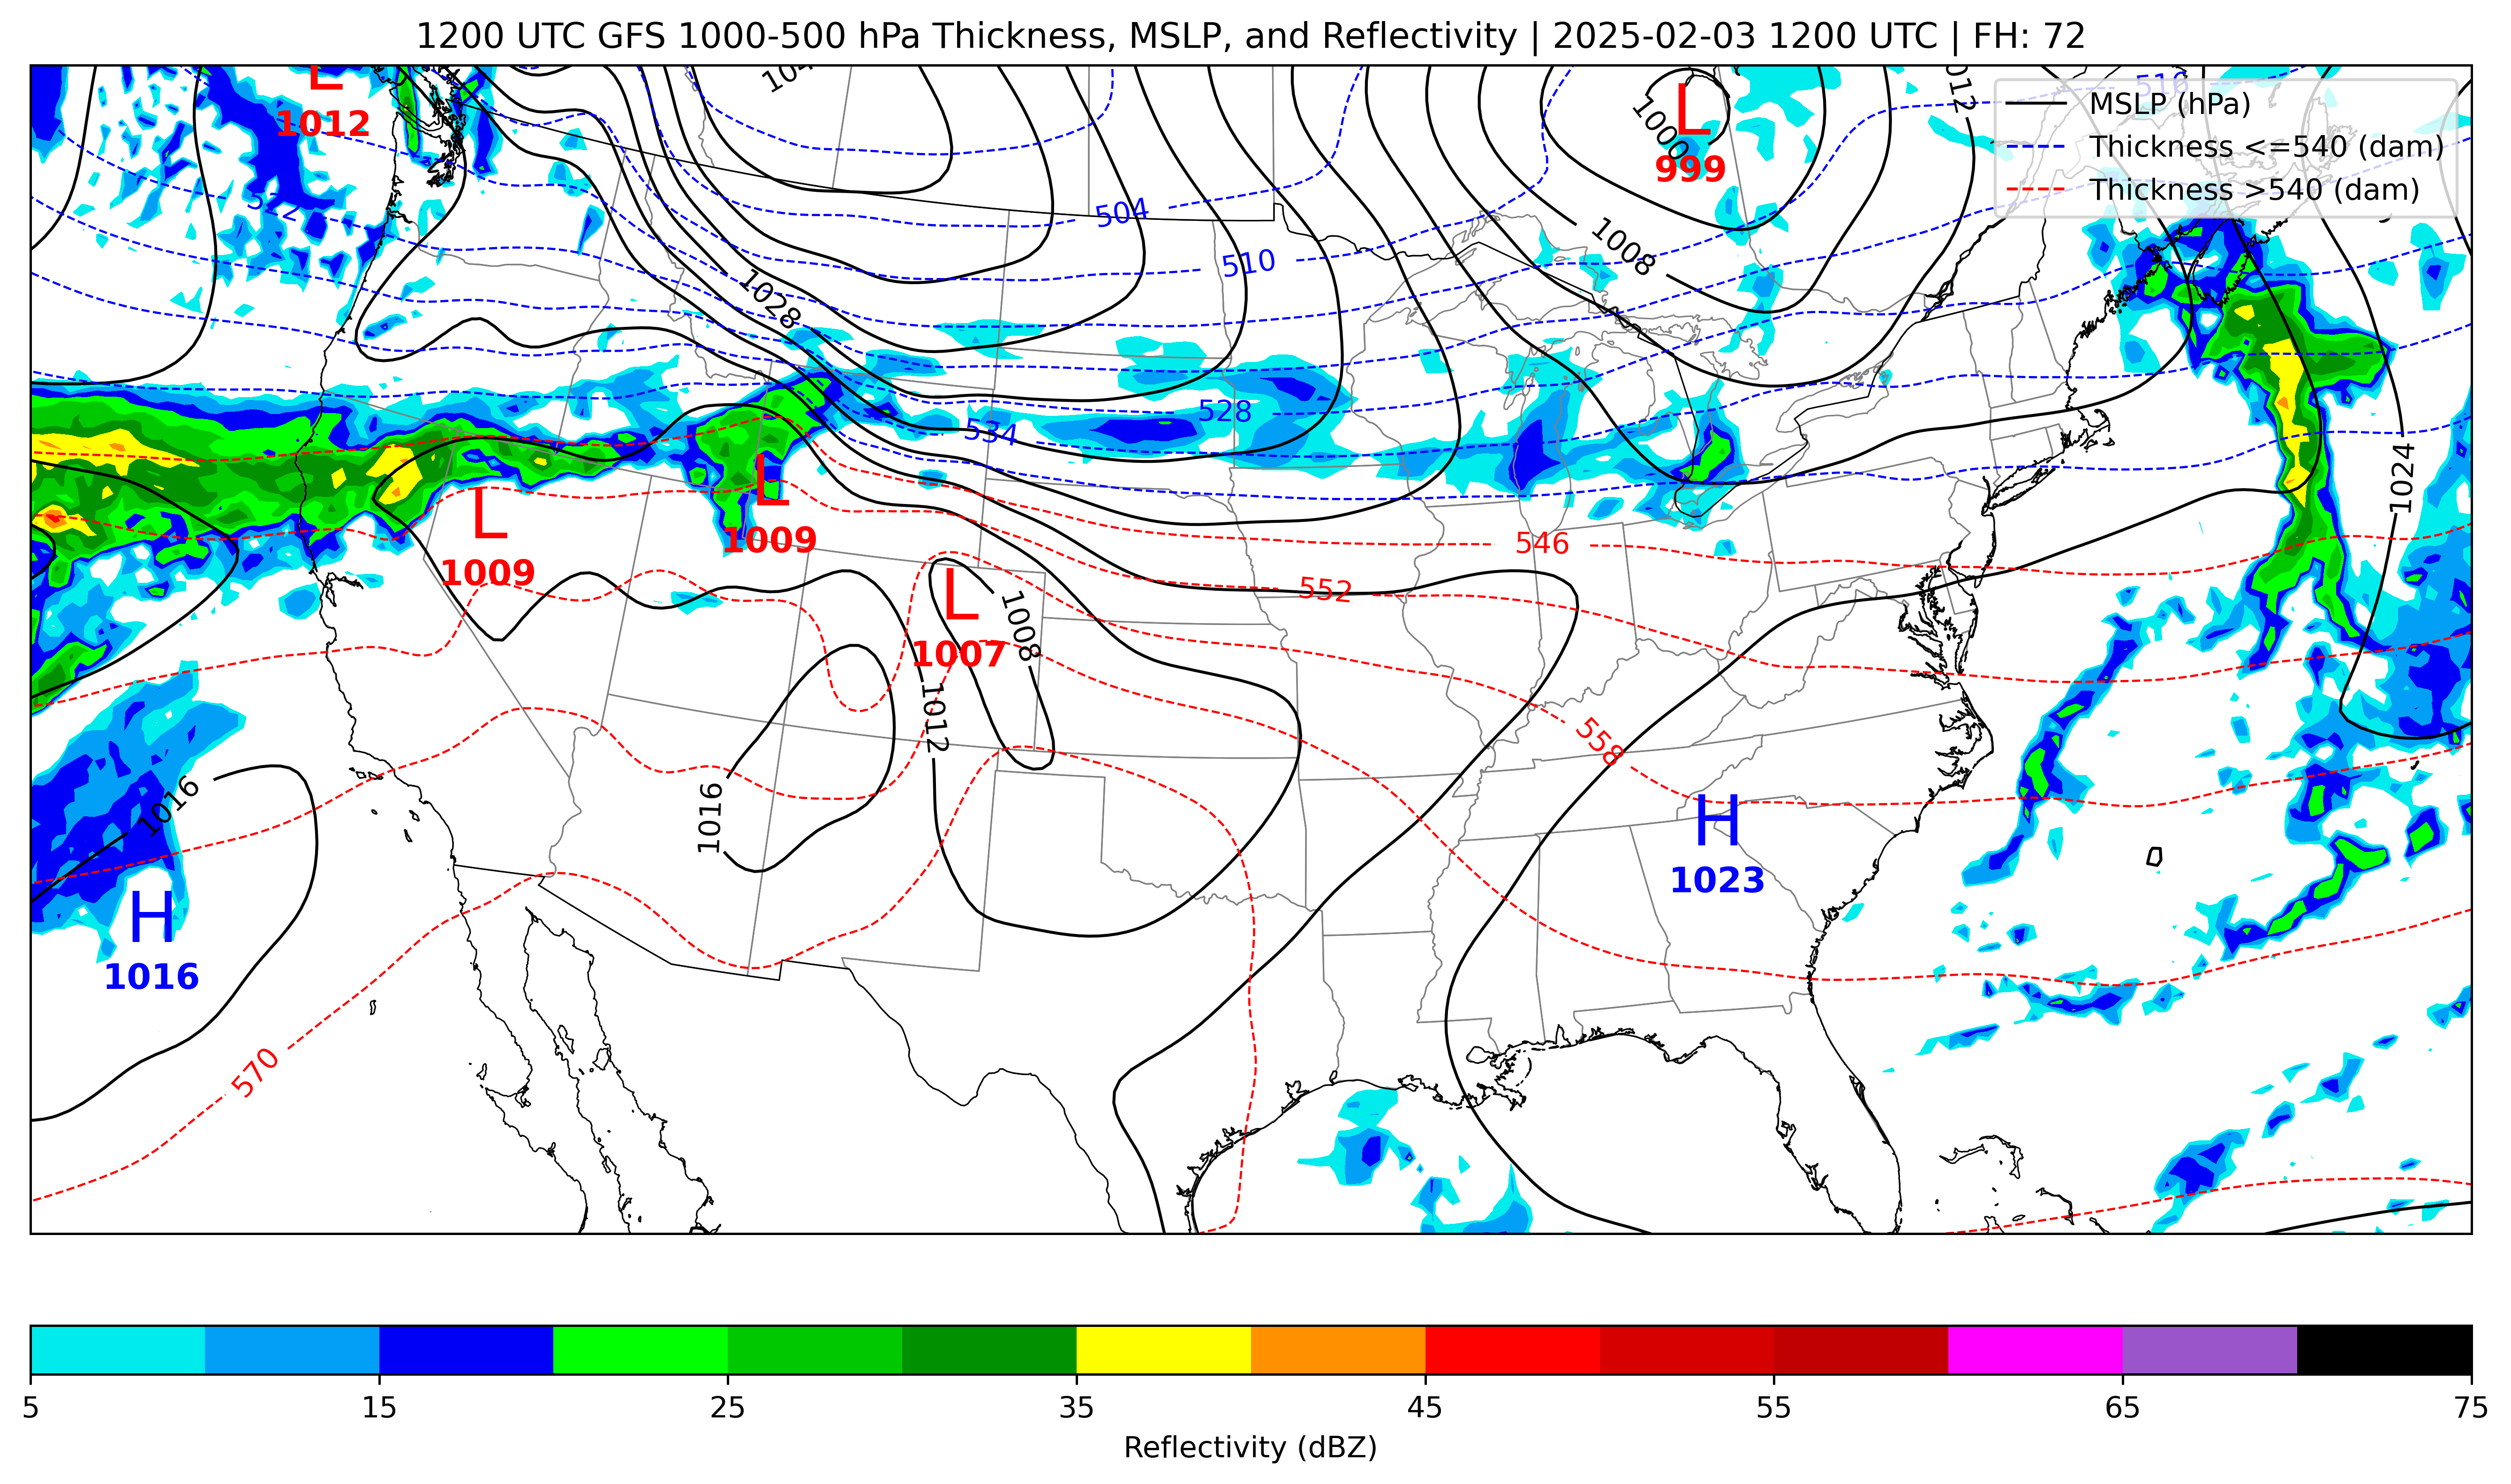 1200 UTC GFS 1000-500 hPa Thickness, MSLP, and Reflectivity | 2025-02-03 1200 UTC | FH: 72
MSLP (hPa)
Thickness <=540 (dam)
Thickness >540 (dam)
L
1012
1000
L
999
1012
516
522
504
510
1008
1028
528
534
L
1009
L
1009
1024
546
552
L
1007
1008
1012
558
1016
1016
H
1023
H
1016
570
5
15
25
35
45
55
65
75
Reflectivity (dBZ)